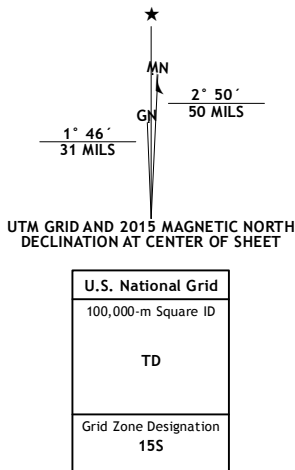 MN
GN
2° 50´
50 MILS
1° 46´
31 MILS
UTM GRID AND 2015 MAGNETIC NORTH
DECLINATION AT CENTER OF SHEET
U.S. National Grid
100,000-m Square ID
TD
Grid Zone Designation
15S